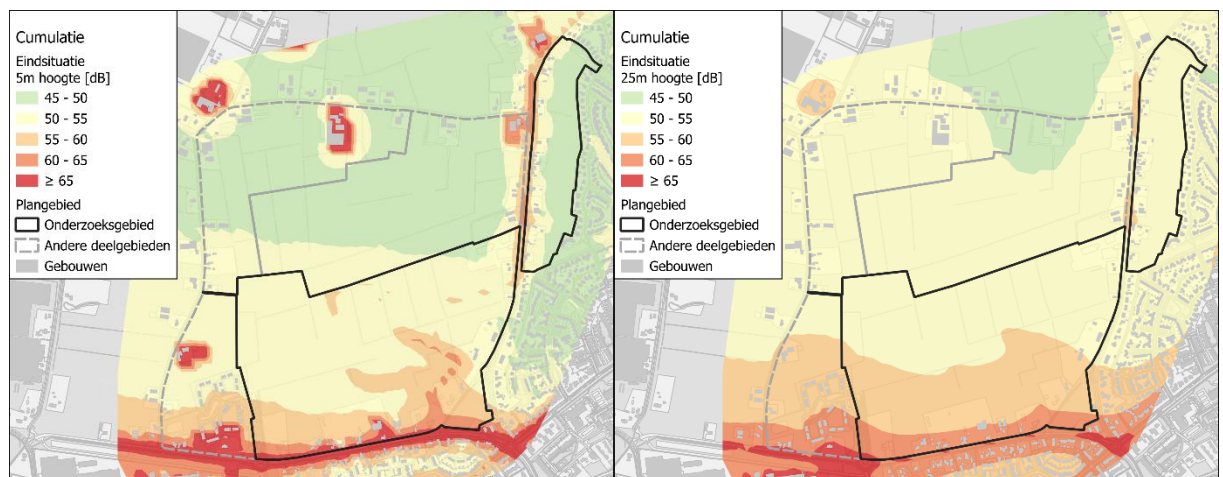 Cumulatie
Eindsituatie
5m hoogte [dB]
45 - 50
50 - 55
55 - 60
60 - 65
≥ 65
Plangebied
Onderzoeksgebied
Andere deelgebieden
Gebouwen
Cumulatie
Eindsituatie
25m hoogte [dB]
45 - 50
50 - 55
55 - 60
60 - 65
≥ 65
Plangebied
Onderzoeksgebied
Andere deelgebieden
Gebouwen